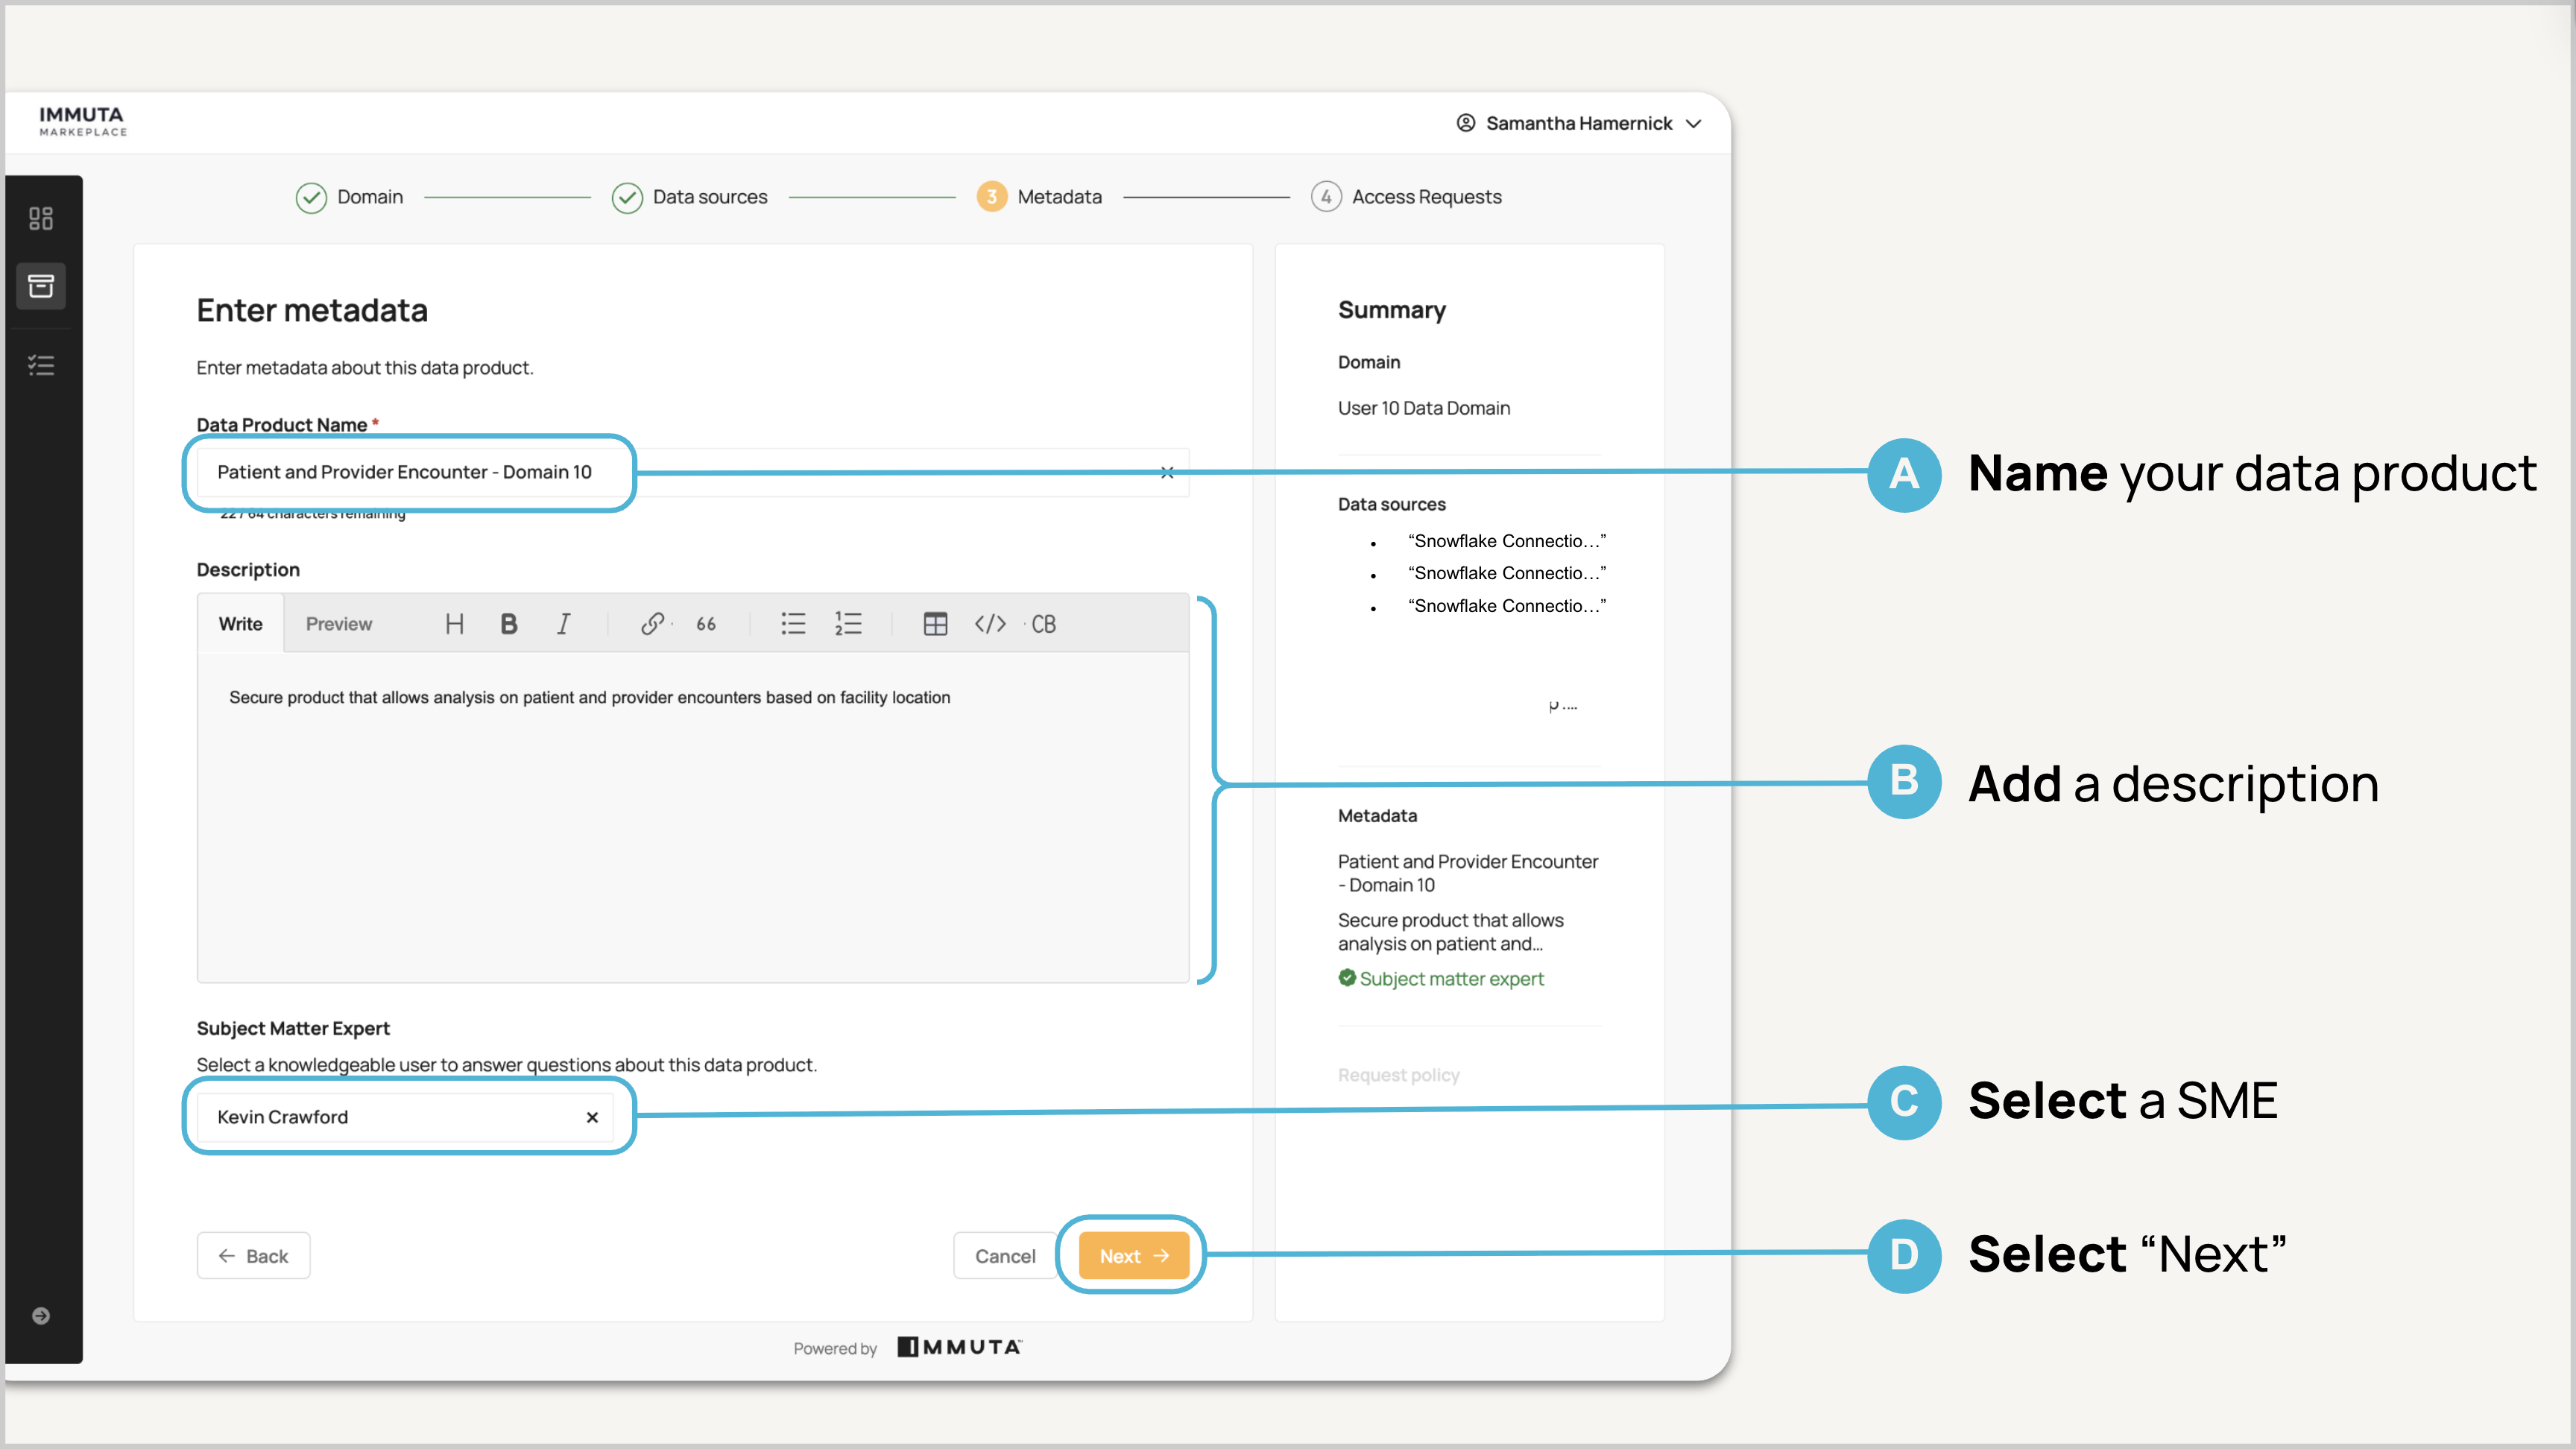 IMMUTA
MARKEPLACE
Samantha Hamernick
Domain
Data sources
3 Metadata
4 Access Requests
Enter metadata
Enter metadata about this data product.
Data Product Name *
Patient and Provider Encounter - Domain 10
22 / 64 characters remaining
Description
Write Preview H B I 66 </> CB
Secure product that allows analysis on patient and provider encounters based on facility location
Subject Matter Expert
Select a knowledgeable user to answer questions about this data product.
Kevin Crawford
Back
Cancel
Next
Summary
Domain
User 10 Data Domain
Data sources
“Snowflake Connectio…”
“Snowflake Connectio…”
“Snowflake Connectio…”
Metadata
Patient and Provider Encounter
- Domain 10
Secure product that allows
analysis on patient and…
Subject matter expert
Request policy
Powered by IMMUTA™
A Name your data product
B Add a description
C Select a SME
D Select “Next”